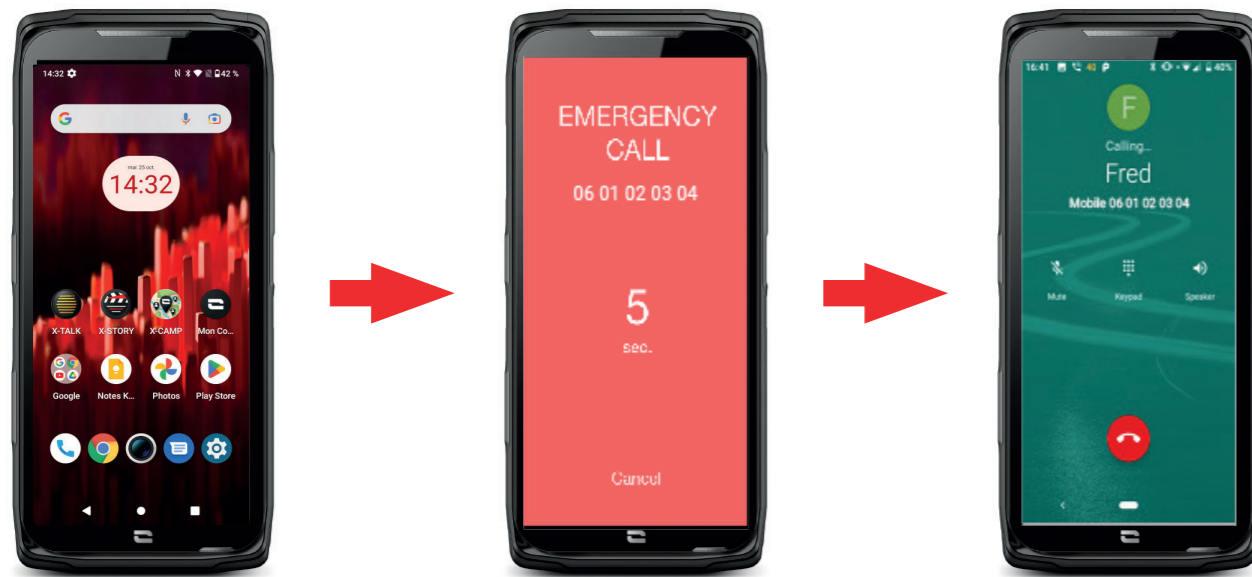 14:32
N
42 %
G
mar. 25 oct.
14:32
X-TALK
X-STORY
X-CAMP
Mon Co...
Google
Notes K...
Photos
Play Store
EMERGENCY
CALL
06 01 02 03 04
5
sec.
Cancel
16:41
40
P
40%
F
Calling...
Fred
Mobile 06 01 02 03 04
Mute
Keypad
Speaker